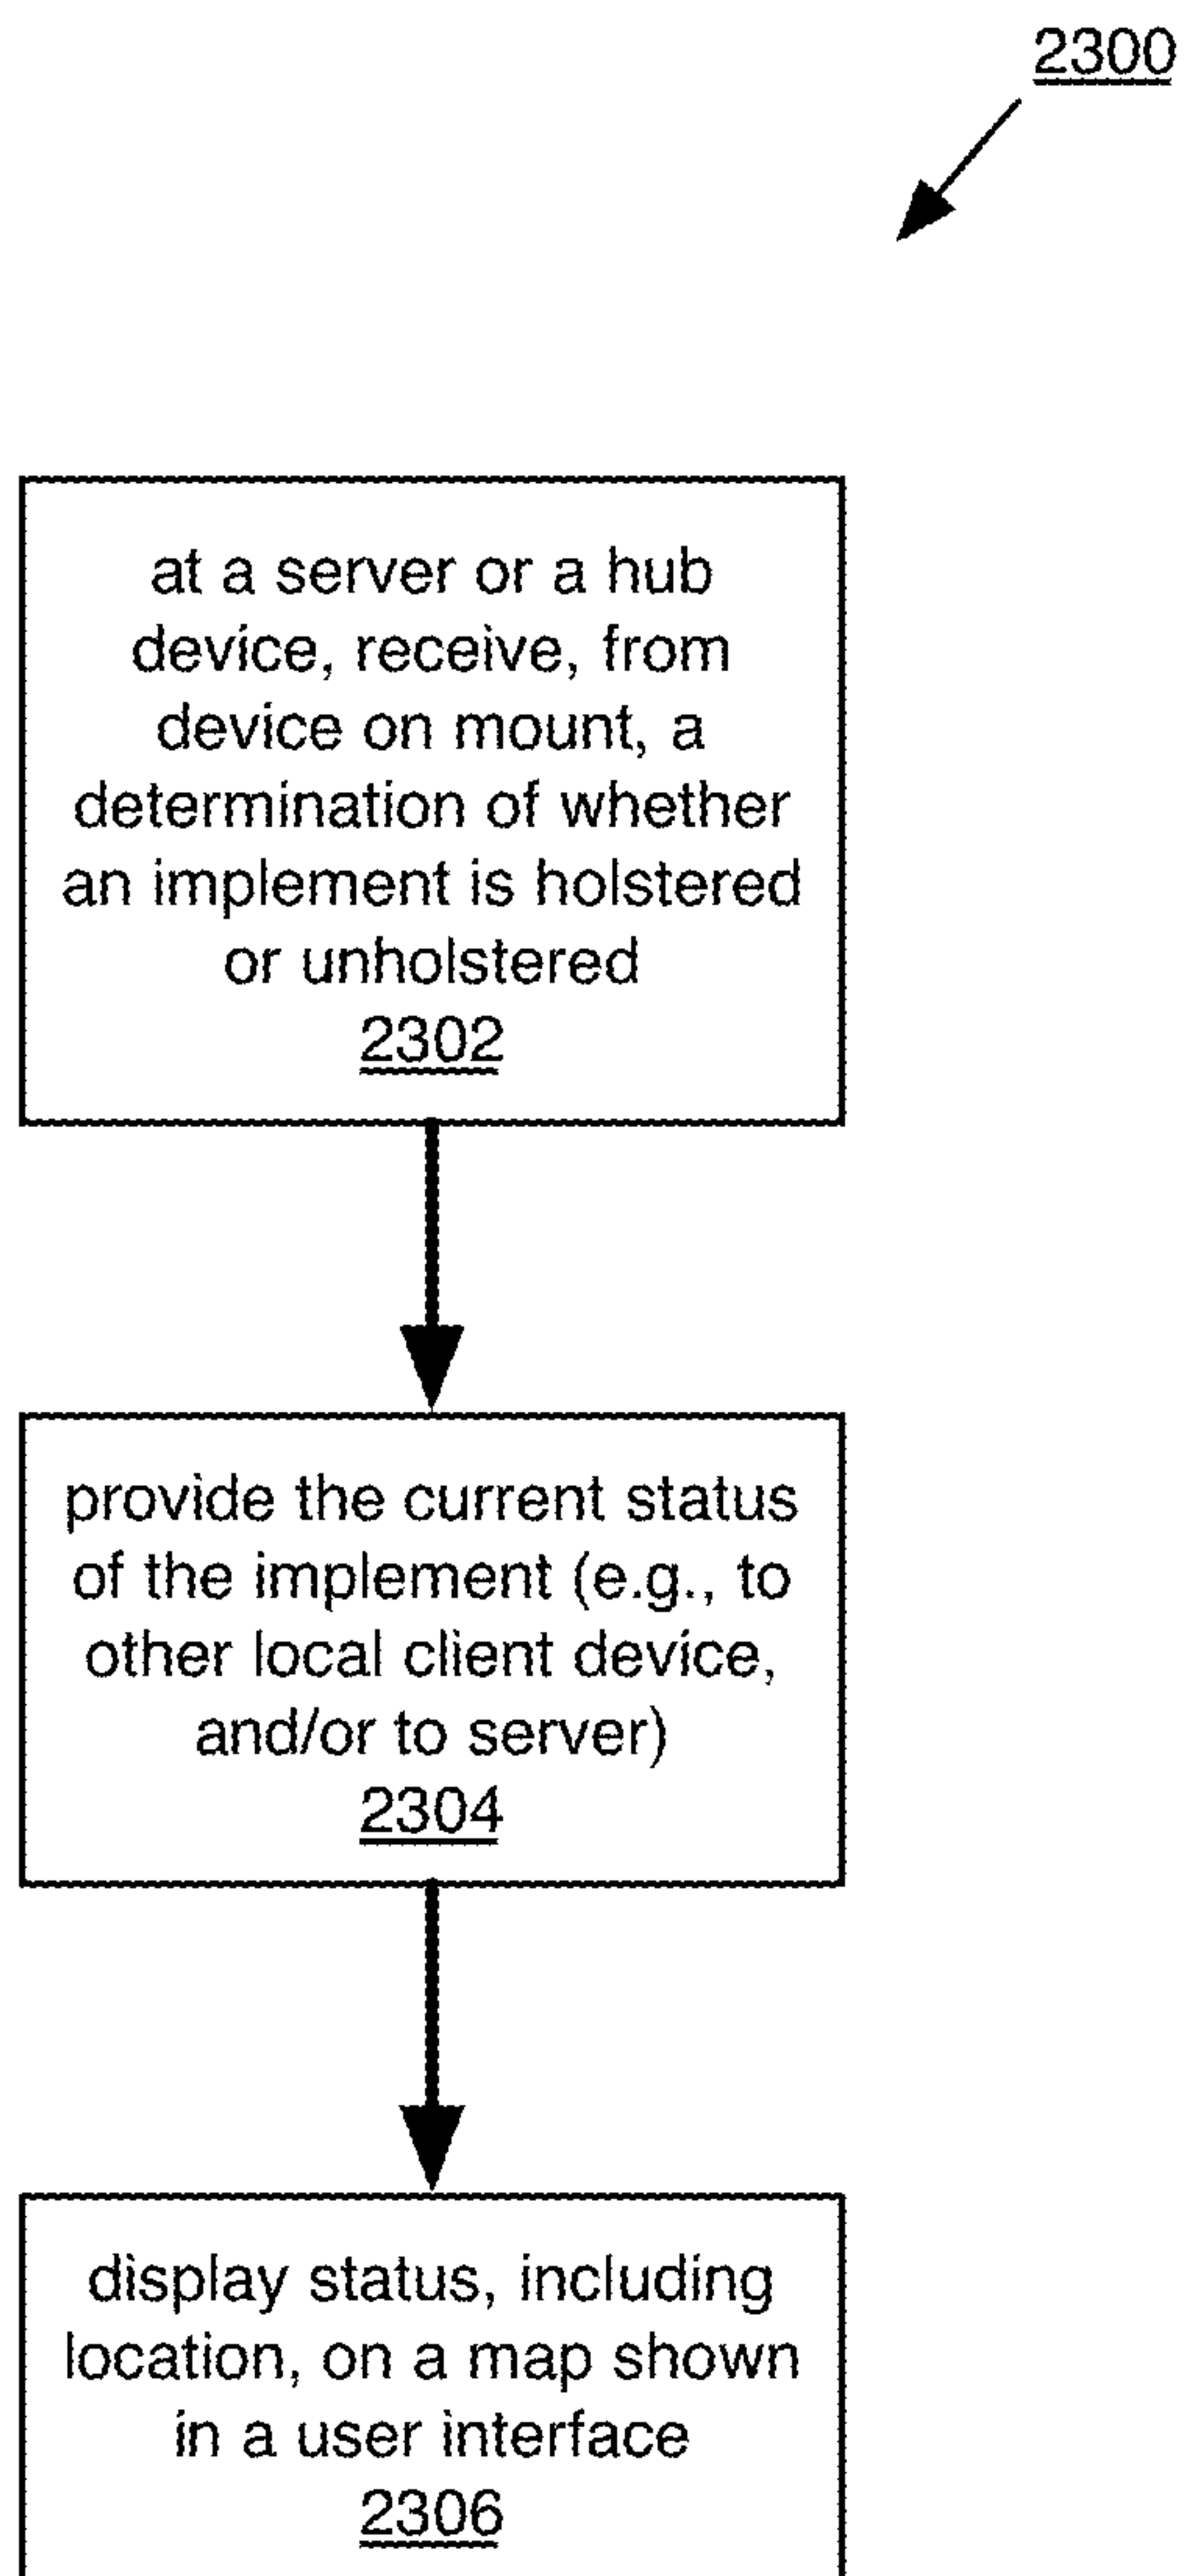 2300
at a server or a hub
device, receive, from
device on mount, a
determination of whether
an implement is holstered
or unholstered
2302
provide the current status
of the implement (e.g., to
other local client device,
and/or to server)
2304
display status, including
location, on a map shown
in a user interface
2306